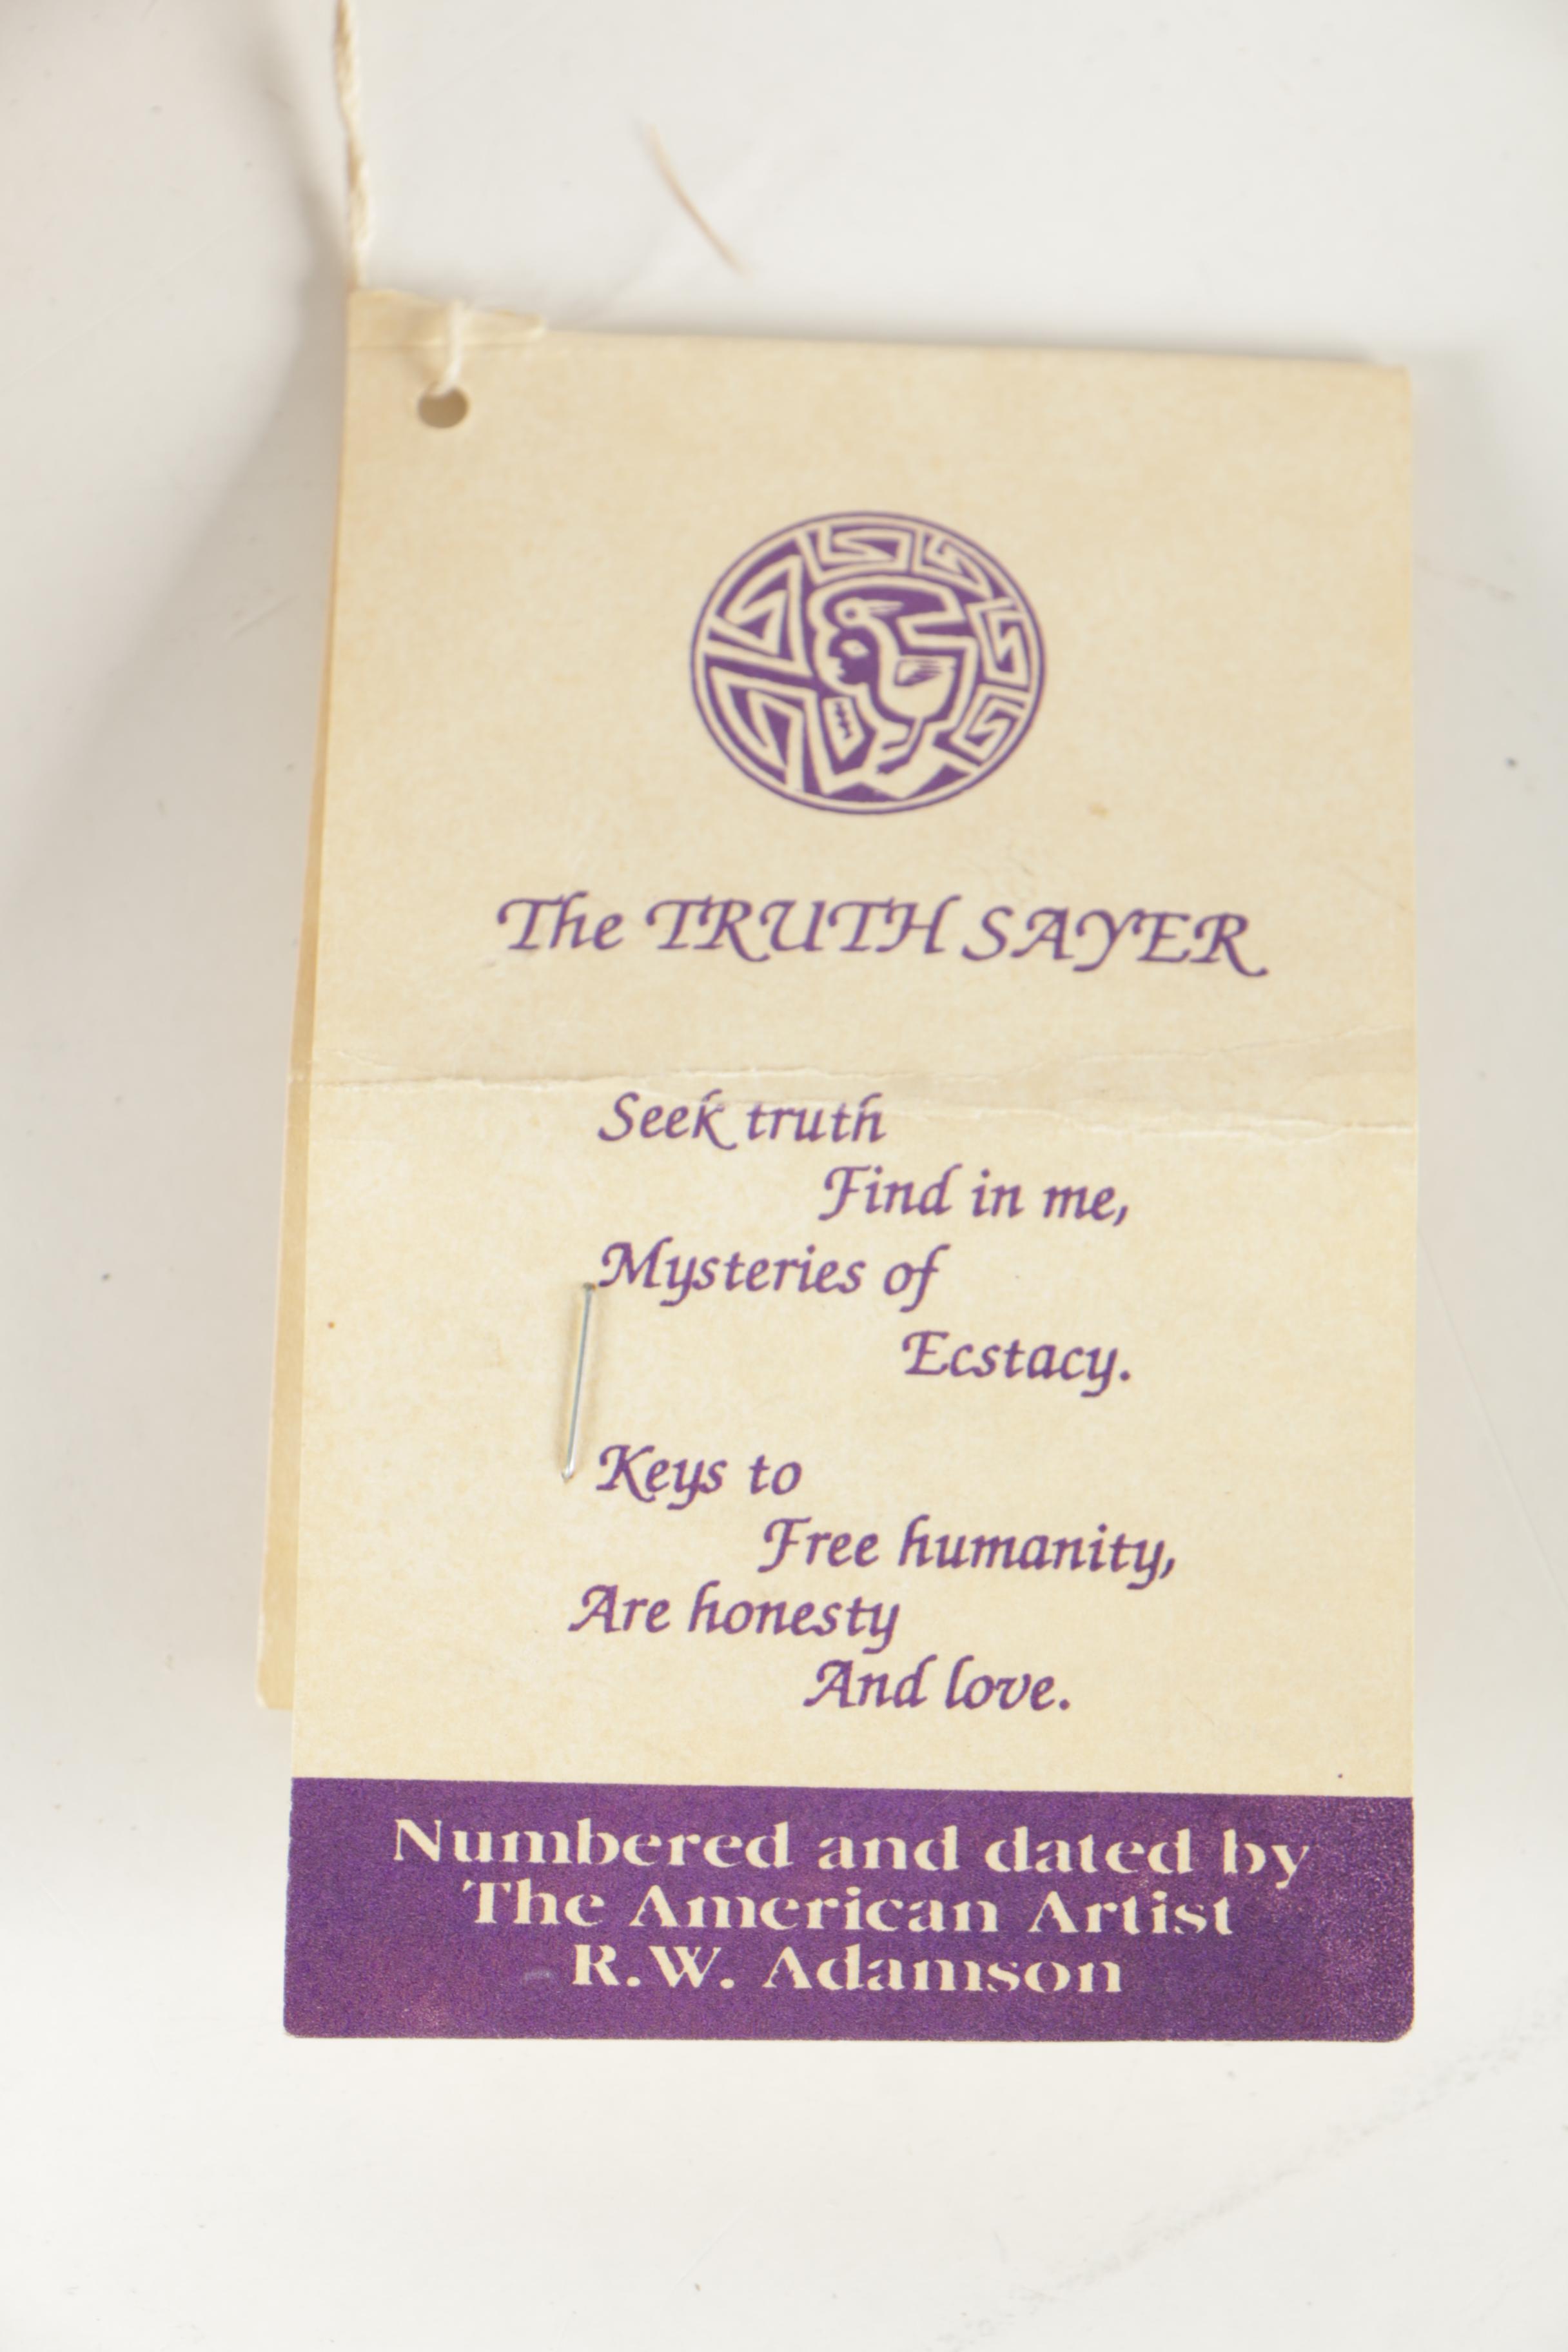 The TRUTH SAYER
Seek truth
Find in me,
Mysteries of
Ecstacy.
Keys to
Free humanity,
Are honesty
And love.
Numbered and dated by
The American Artist
R.W. Adamson